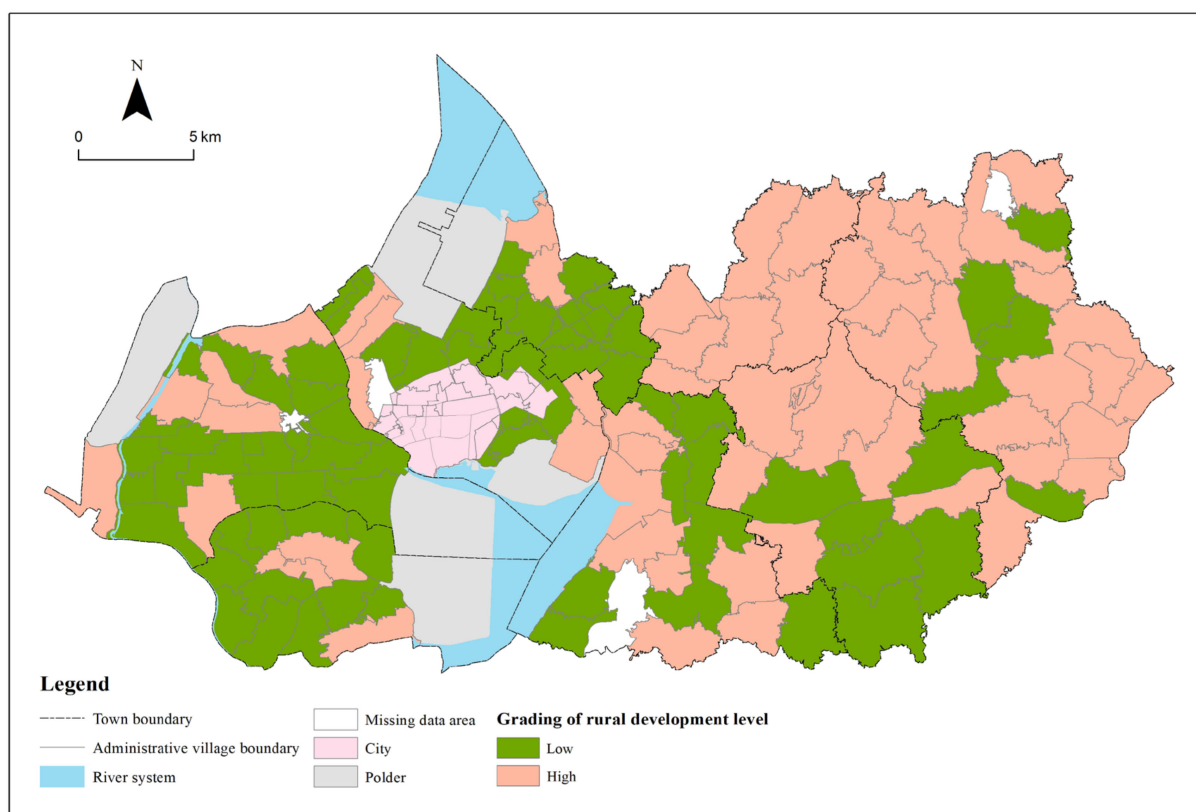 N
0 5 km
Legend
Town boundary
Administrative village boundary
River system
Missing data area
City
Polder
Grading of rural development level
Low
High